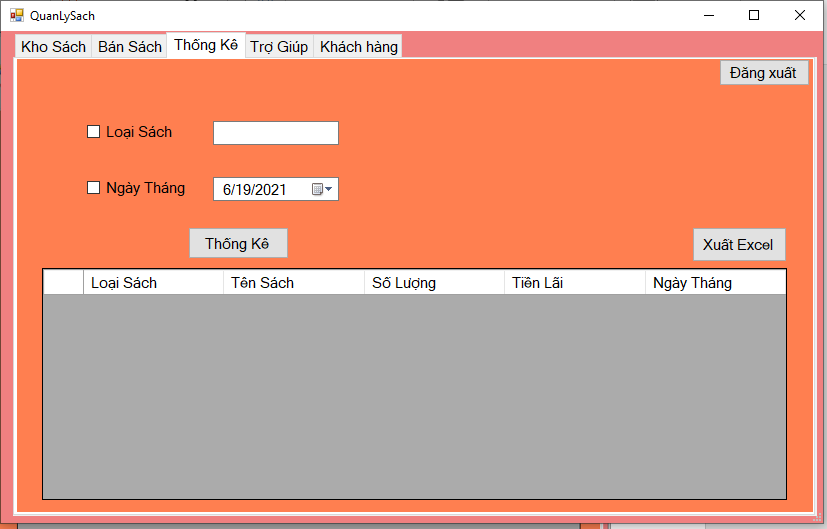 QuanLySach
Kho Sách Bán Sách Thống Kê Trợ Giúp Khách hàng
Đăng xuất
Loại Sách
Ngày Tháng 6/19/2021
Thống Kê Xuất Excel
Loại Sách Tên Sách Số Lượng Tiền Lãi Ngày Tháng